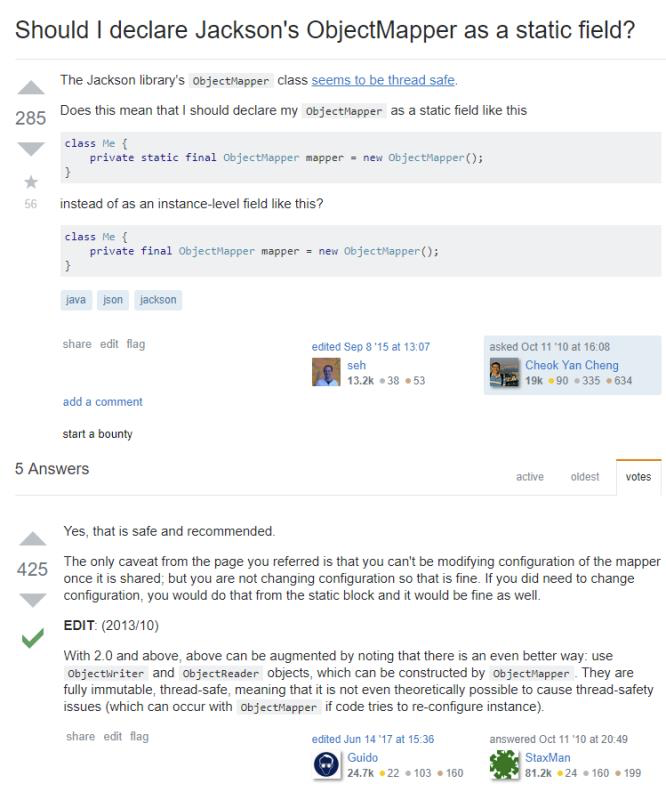 Should I declare Jackson's ObjectMapper as a static field?
The Jackson library's ObjectMapper class seems to be thread safe.
285
Does this mean that I should declare my ObjectMapper as a static field like this
class Me {
    private static final ObjectMapper mapper = new ObjectMapper();
}
56
instead of as an instance-level field like this?
class Me {
    private final ObjectMapper mapper = new ObjectMapper();
}
java json jackson
share edit flag
edited Sep 8 '15 at 13:07
seh
13.2k 38 53
asked Oct 11 '10 at 16:08
Cheok Yan Cheng
19k 90 335 634
add a comment
start a bounty
5 Answers
active oldest votes
425
Yes, that is safe and recommended.
The only caveat from the page you referred is that you can't be modifying configuration of the mapper
once it is shared; but you are not changing configuration so that is fine. If you did need to change
configuration, you would do that from the static block and it would be fine as well.
EDIT: (2013/10)
With 2.0 and above, above can be augmented by noting that there is an even better way: use
ObjectWriter and ObjectReader objects, which can be constructed by ObjectMapper. They are
fully immutable, thread-safe, meaning that it is not even theoretically possible to cause thread-safety
issues (which can occur with ObjectMapper if code tries to re-configure instance).
share edit flag
edited Jun 14 '17 at 15:36
Guido
24.7k 22 103 160
answered Oct 11 '10 at 20:49
StaxMan
81.2k 24 160 199